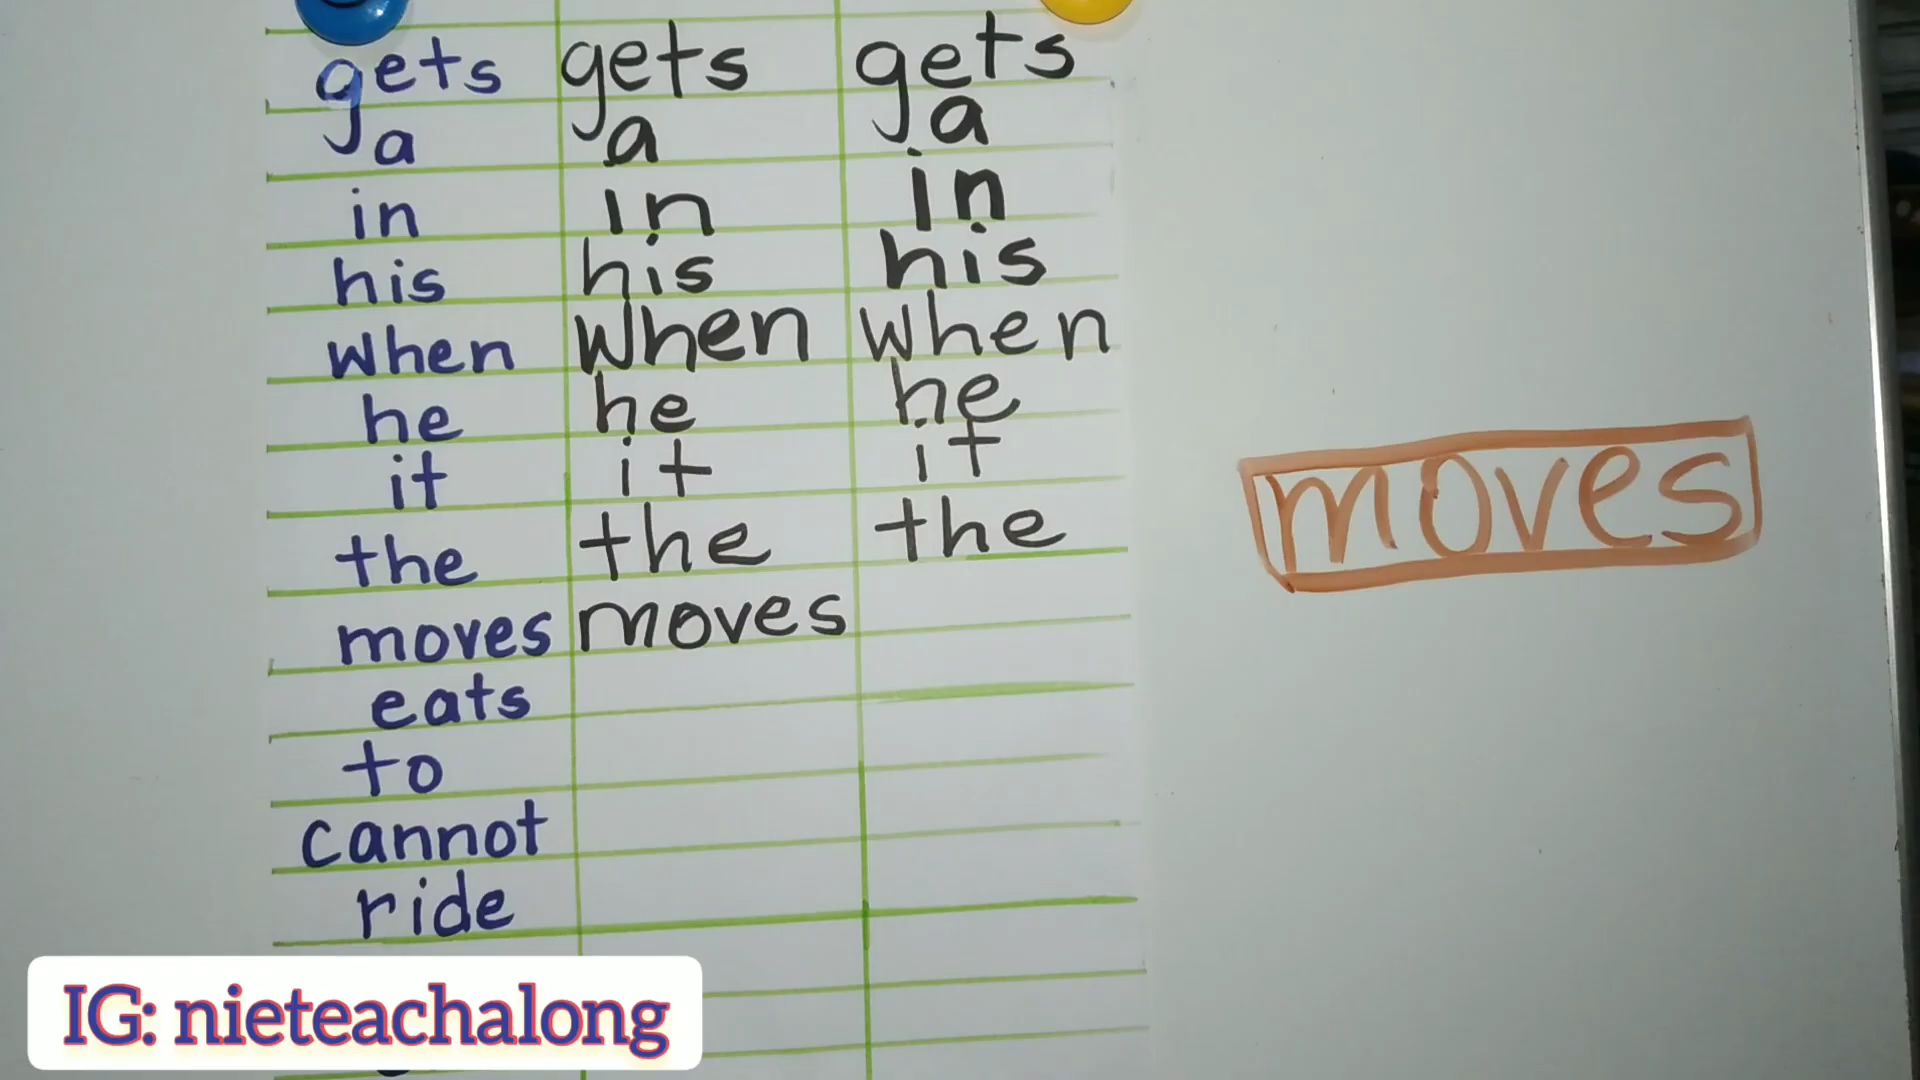 gets gets gets
a a a
in in in
his his his
when when when
he he he
it it it
the the the
moves moves
moves
eats
to
cannot
ride
IG: nieteachalong